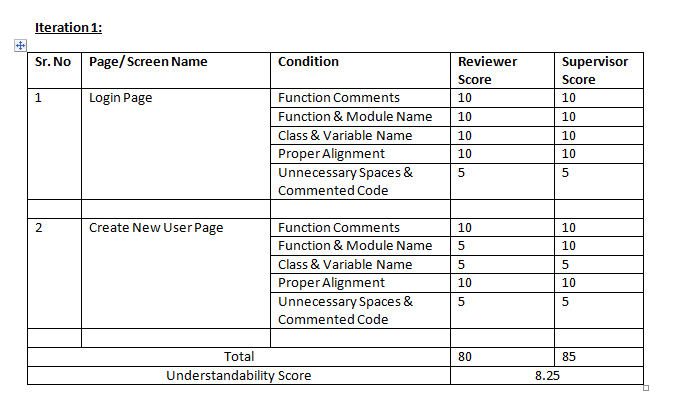 Iteration 1:
Sr. No Page/Screen Name Condition Reviewer Score Supervisor Score
1 Login Page Function Comments 10 10
Function & Module Name 10 10
Class & Variable Name 10 10
Proper Alignment 10 10
Unnecessary Spaces & Commented Code 5 5
2 Create New User Page Function Comments 10 10
Function & Module Name 5 10
Class & Variable Name 5 5
Proper Alignment 10 10
Unnecessary Spaces & Commented Code 5 5
Total 80 85
Understandability Score 8.25